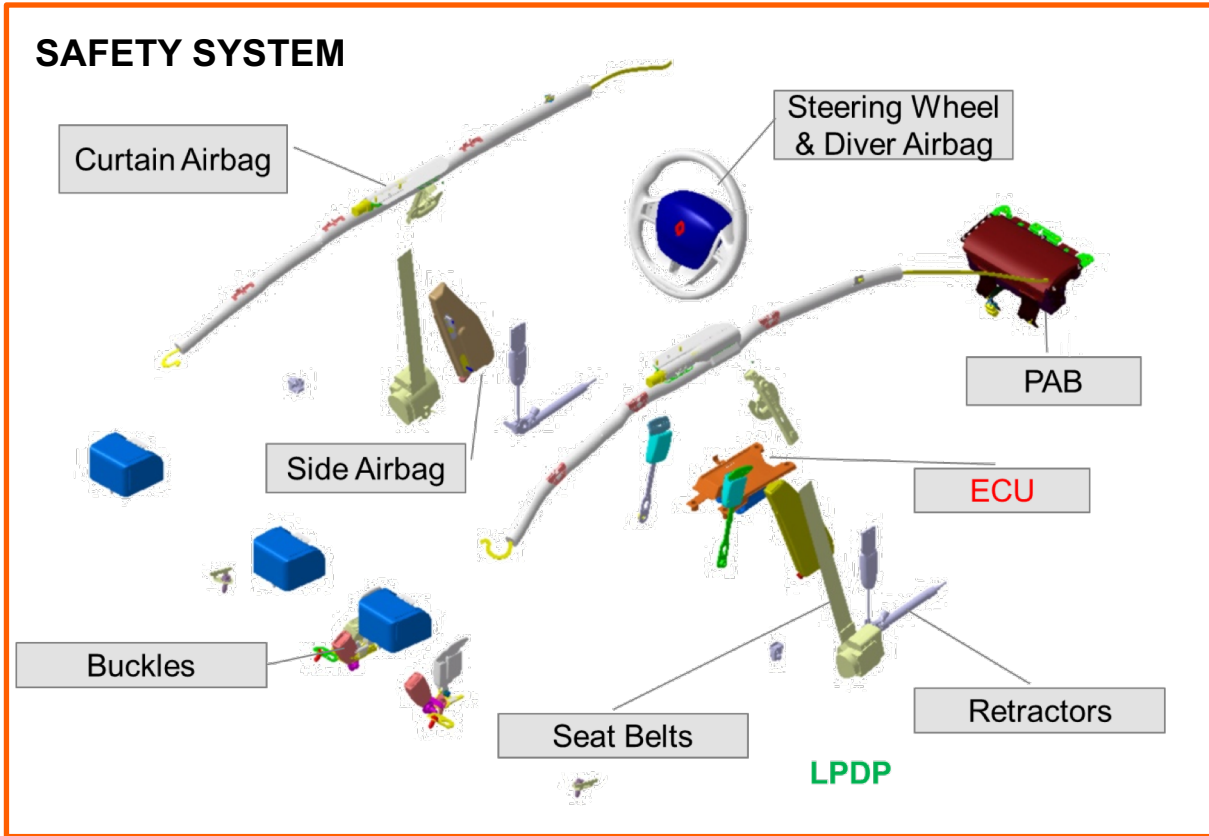 SAFETY SYSTEM
Steering Wheel
& Diver Airbag
Curtain Airbag
PAB
Side Airbag
ECU
Buckles
Retractors
Seat Belts
LPDP